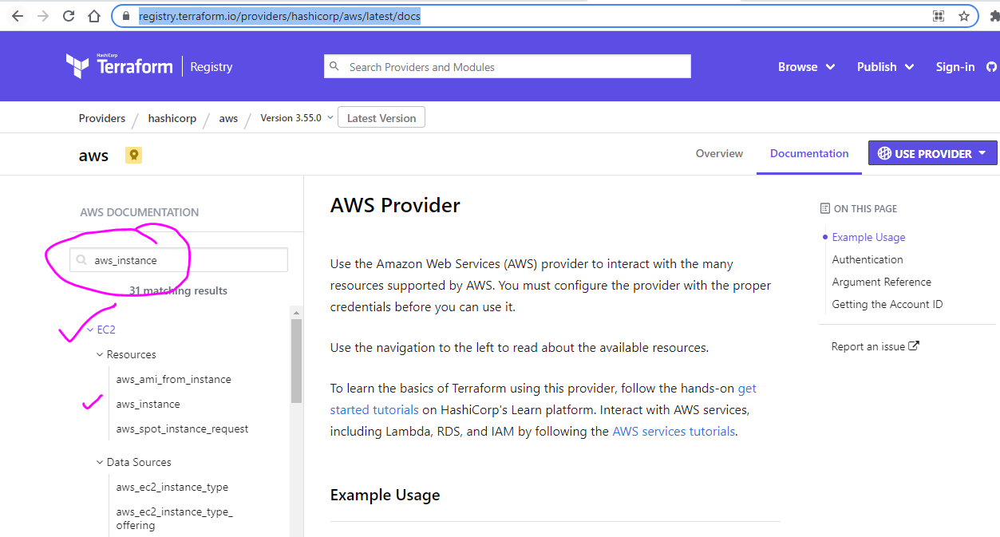 registry.terraform.io/providers/hashicorp/aws/latest/docs
HashiCorp
Terraform
Registry
Search Providers and Modules
Browse
Publish
Sign-in
Providers / hashicorp / aws / Version 3.55.0
Latest Version
aws
Overview
Documentation
USE PROVIDER
AWS DOCUMENTATION
aws_instance
31 matching results
EC2
Resources
aws_ami_from_instance
aws_instance
aws_spot_instance_request
Data Sources
aws_ec2_instance_type
aws_ec2_instance_type_
offering
AWS Provider
Use the Amazon Web Services (AWS) provider to interact with the many
resources supported by AWS. You must configure the provider with the proper
credentials before you can use it.
Use the navigation to the left to read about the available resources.
To learn the basics of Terraform using this provider, follow the hands-on get
started tutorials on HashiCorp's Learn platform. Interact with AWS services,
including Lambda, RDS, and IAM by following the AWS services tutorials.
Example Usage
ON THIS PAGE
Example Usage
Authentication
Argument Reference
Getting the Account ID
Report an issue